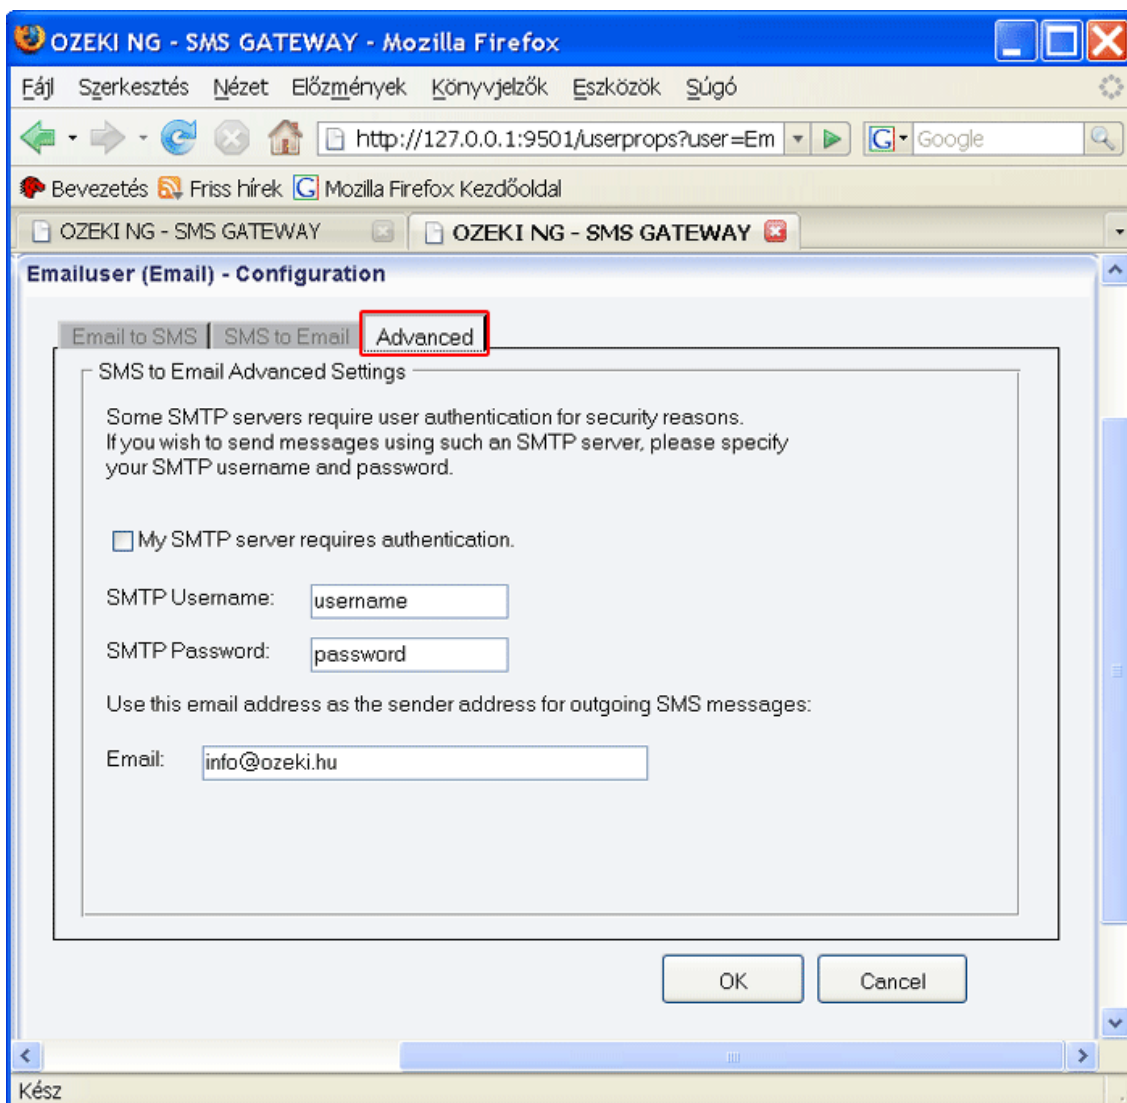 OZEKI NG - SMS GATEWAY - Mozilla Firefox
Fájl Szerkesztés Nézet Előzmények Könyvjelzők Eszközök Súgó
http://127.0.0.1:9501/userprops?user=Em G Google
Bevezetés Friss hírek G Mozilla Firefox Kezdőoldal
OZEKI NG - SMS GATEWAY OZEKI NG - SMS GATEWAY
Emailuser (Email) - Configuration
Email to SMS SMS to Email Advanced
SMS to Email Advanced Settings
Some SMTP servers require user authentication for security reasons.
If you wish to send messages using such an SMTP server, please specify
your SMTP username and password.
My SMTP server requires authentication.
SMTP Username: username
SMTP Password: password
Use this email address as the sender address for outgoing SMS messages:
Email: info@ozeki.hu
OK Cancel
Kész